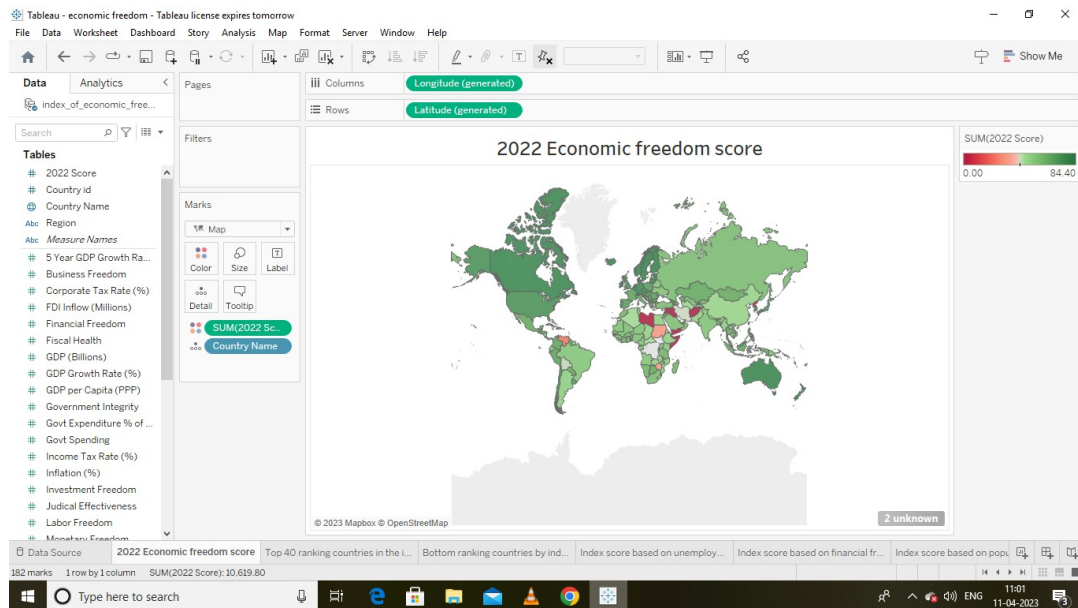 Tableau - economic freedom - Tableau license expires tomorrow
File Data Worksheet Dashboard Story Analysis Map Format Server Window Help
Show Me
Data Analytics
index_of_economic_free...
Search
Tables
# 2022 Score
# Country id
Country Name
Abc Region
Abc Measure Names
# 5 Year GDP Growth Ra...
# Business Freedom
# Corporate Tax Rate (%)
# FDI Inflow (Millions)
# Financial Freedom
# Fiscal Health
# GDP (Billions)
# GDP Growth Rate (%)
# GDP per Capita (PPP)
# Government Integrity
# Govt Expenditure % of ...
# Govt Spending
# Income Tax Rate (%)
# Inflation (%)
# Investment Freedom
# Judical Effectiveness
# Labor Freedom
# Monetary Freedom
Pages
Filters
Marks
Map
Color Size Label
Detail Tooltip
SUM(2022 Sc..
Country Name
Columns Longitude (generated)
Rows Latitude (generated)
2022 Economic freedom score
© 2023 Mapbox © OpenStreetMap
2 unknown
SUM(2022 Score)
0.00 84.40
Data Source 2022 Economic freedom score Top 40 ranking countries in the i... Bottom ranking countries by ind... Index score based on unemploy... Index score based on financial fr... Index score based on popu
182 marks 1 row by 1 column SUM(2022 Score): 10,619.80
Type here to search
ENG
11:01
11-04-2023
3